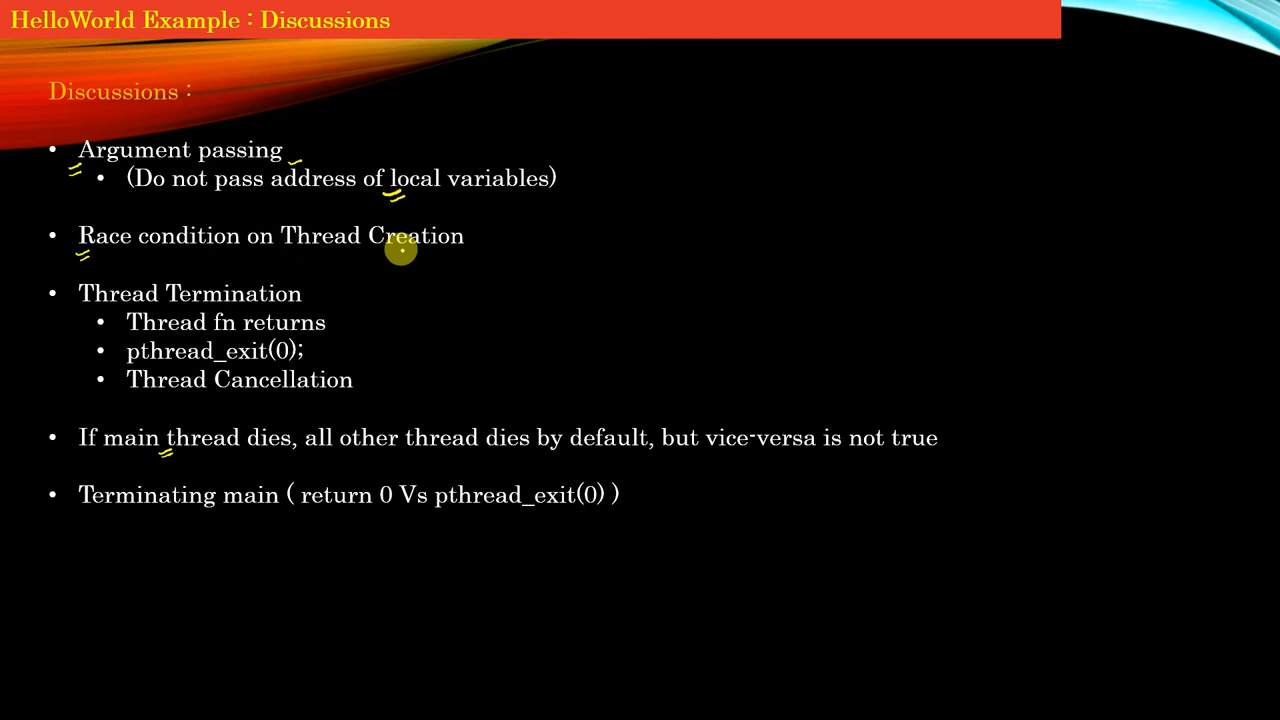 HelloWorld Example : Discussions
Discussions :
• Argument passing
• (Do not pass address of local variables)
• Race condition on Thread Creation
• Thread Termination
• Thread fn returns
• pthread_exit(0);
• Thread Cancellation
• If main thread dies, all other thread dies by default, but vice-versa is not true
• Terminating main ( return 0 Vs pthread_exit(0) )